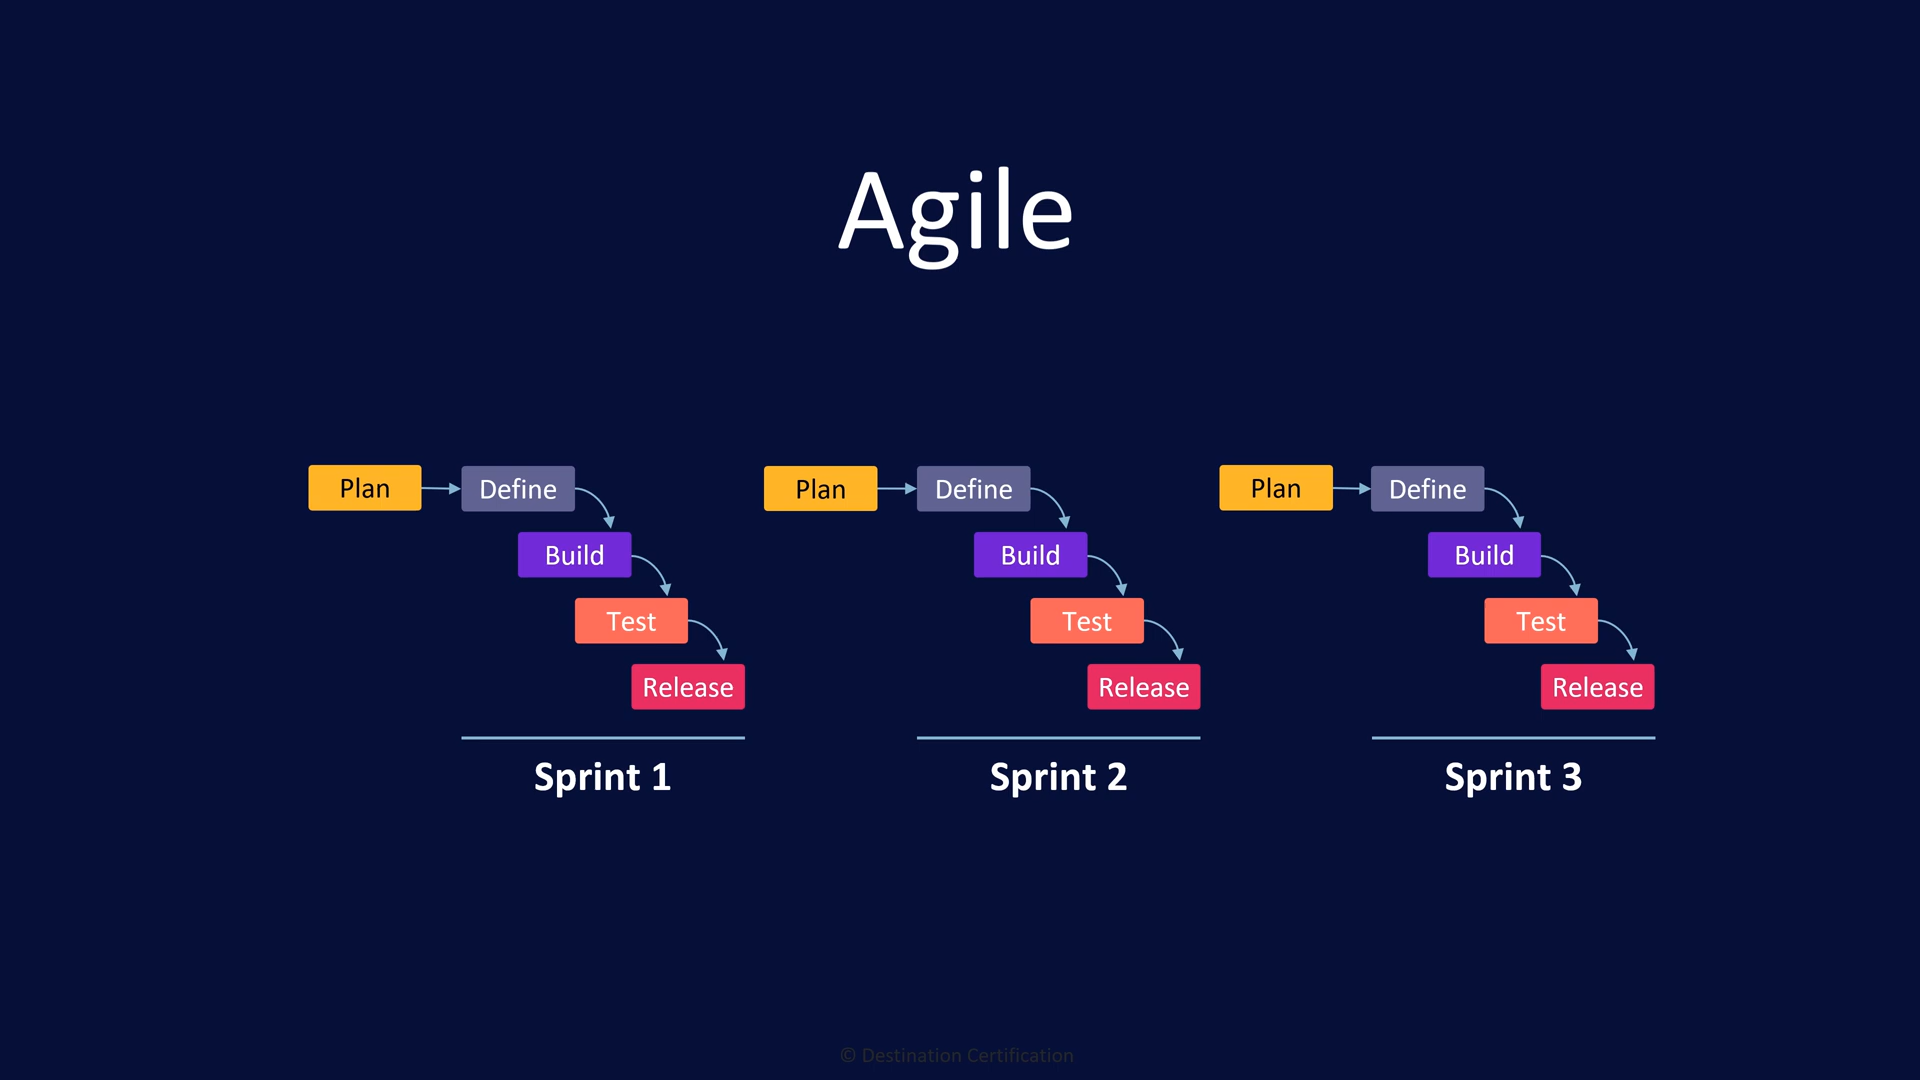 Agile
Plan
Define
Build
Test
Release
Sprint 1
Plan
Define
Build
Test
Release
Sprint 2
Plan
Define
Build
Test
Release
Sprint 3
© Destination Certification